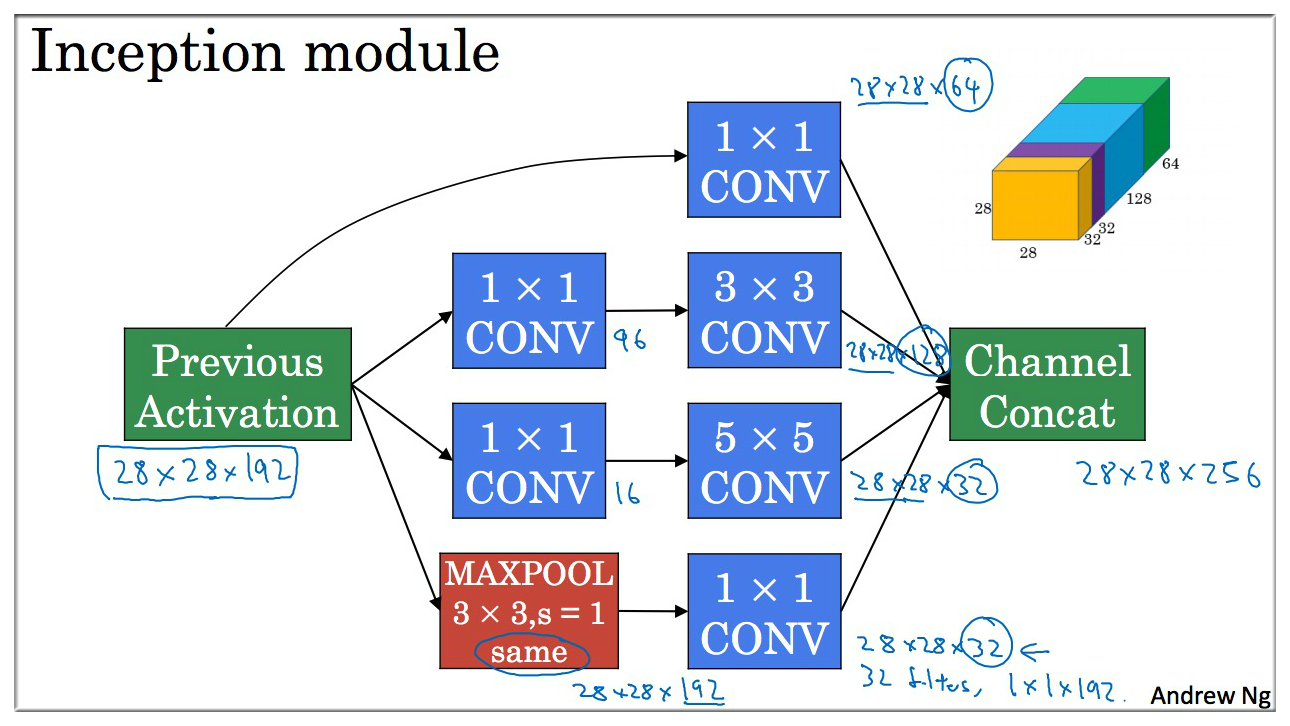 Inception module
28×28×64
1 × 1
CONV
64
128
32
32
28
28
1 × 1
CONV
96
3 × 3
CONV
28×28×128
Previous
Activation
28×28×192
Channel
Concat
28×28×256
1 × 1
CONV
16
5 × 5
CONV
28×28×32
MAXPOOL
3 × 3,s = 1
same
28×28×192
1 × 1
CONV
28×28×32 ←
32 filters, 1×1×192.
Andrew Ng